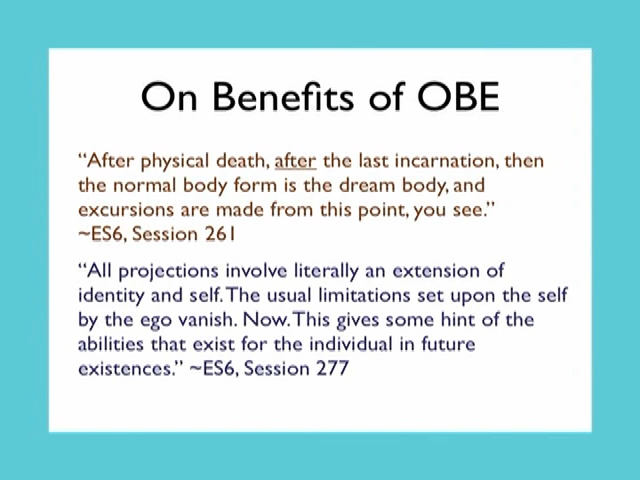 On Benefits of OBE
“After physical death, after the last incarnation, then
the normal body form is the dream body, and
excursions are made from this point, you see.”
~ES6, Session 261
“All projections involve literally an extension of
identity and self. The usual limitations set upon the self
by the ego vanish. Now. This gives some hint of the
abilities that exist for the individual in future
existences.” ~ES6, Session 277